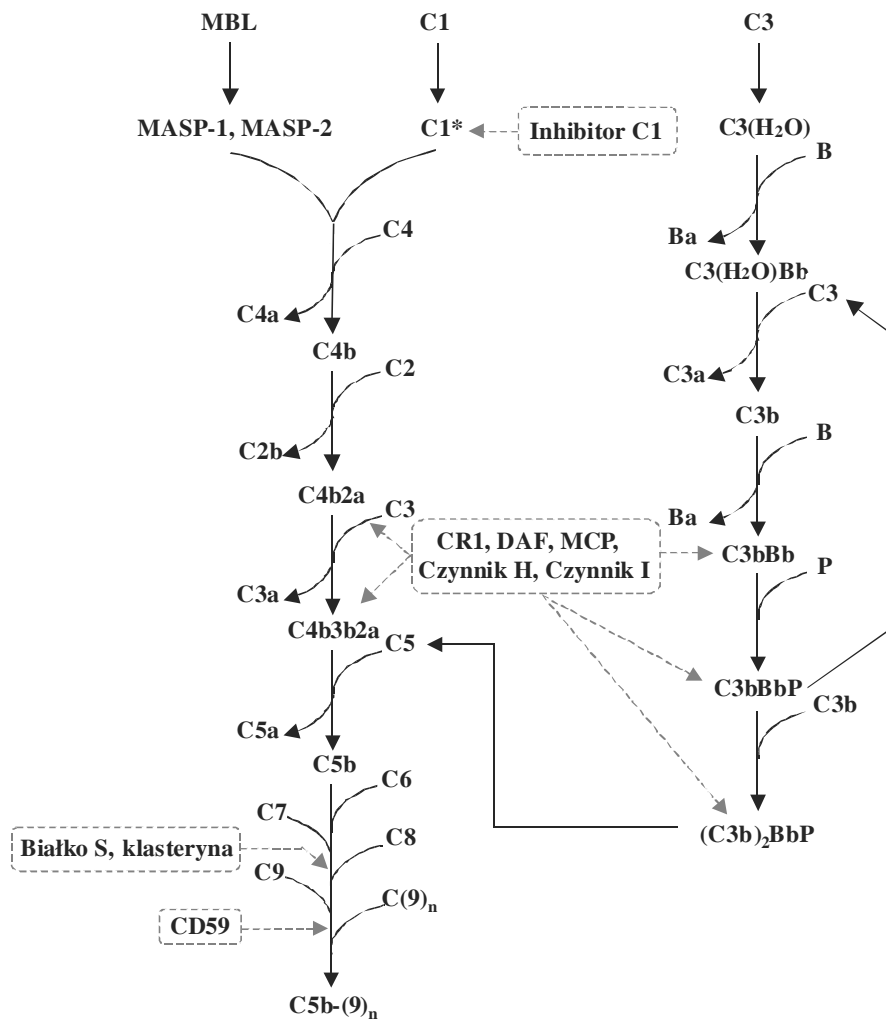 MBL
C1
C3
MASP-1, MASP-2
C1*
Inhibitor C1
C3(H₂O)
B
C4
Ba
C3(H₂O)Bb
C3
C4a
C4b
C3a
C2
C3b
B
C2b
C4b2a
C3
Ba
CR1, DAF, MCP,
Czynnik H, Czynnik I
C3bBb
P
C3a
C4b3b2a
C5
C3bBbP
C3b
C5a
C5b
C6
C7
(C3b)₂BbP
C8
Białko S, klasteryna
C9
C(9)ₙ
CD59
C5b-(9)ₙ